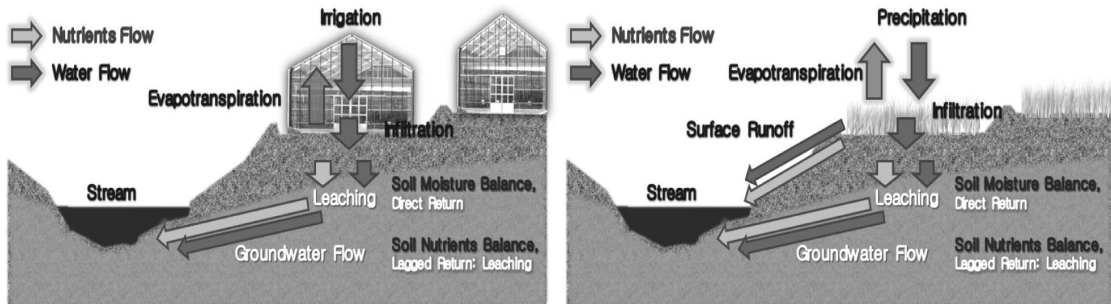 Nutrients Flow
Water Flow
Irrigation
Evapotranspiration
Infiltration
Stream
Leaching
Soil Moisture Balance,
Direct Return
Groundwater Flow
Soil Nutrients Balance,
Lagged Return: Leaching
Nutrients Flow
Water Flow
Precipitation
Evapotranspiration
Infiltration
Surface Runoff
Stream
Leaching
Soil Moisture Balance,
Direct Return
Groundwater Flow
Soil Nutrients Balance,
Lagged Return: Leaching